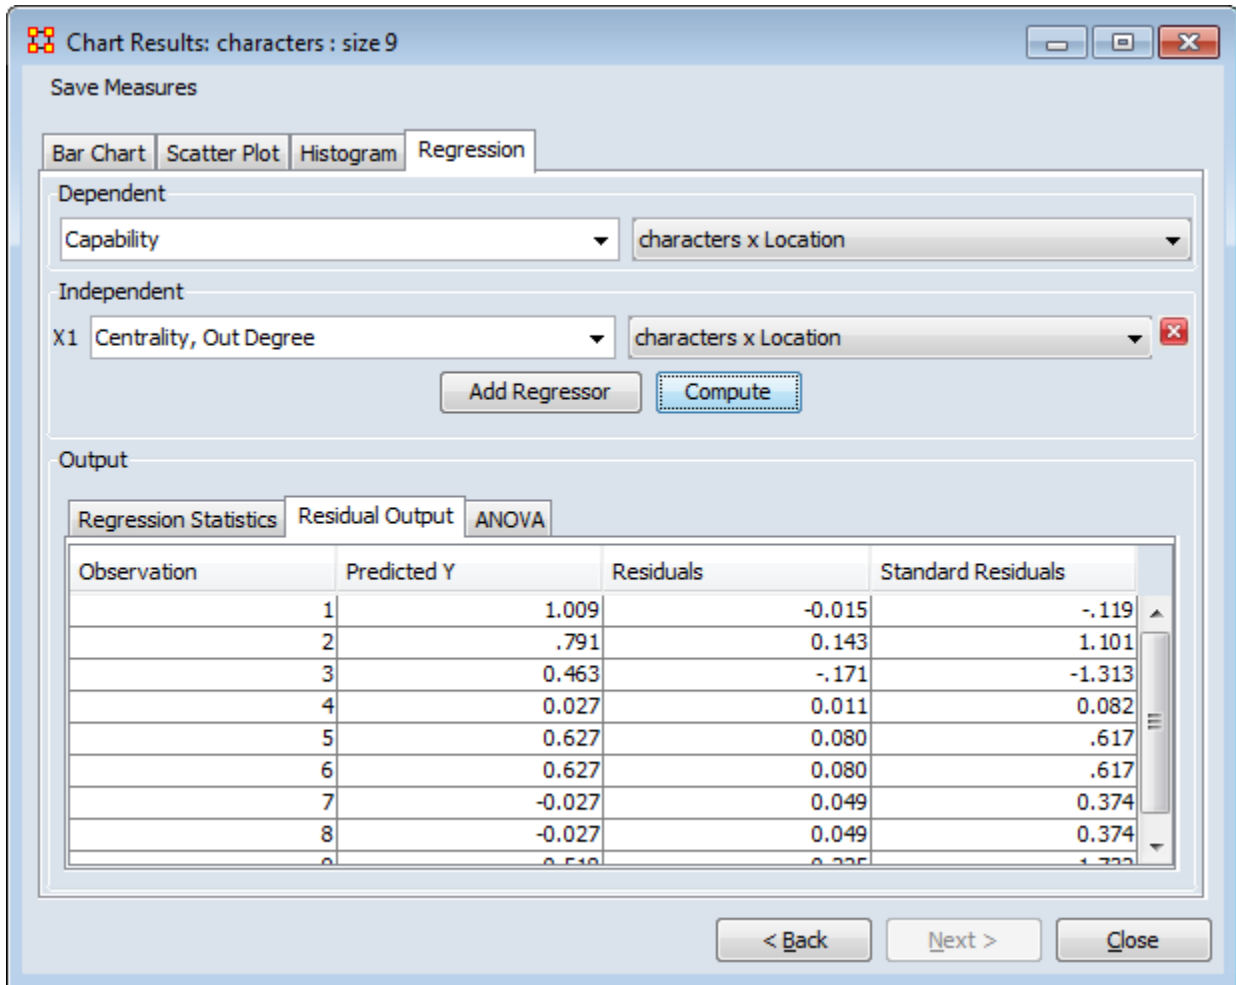 Chart Results: characters : size 9
Save Measures
Bar Chart Scatter Plot Histogram Regression
Dependent
Capability characters x Location
Independent
X1 Centrality, Out Degree characters x Location
Add Regressor Compute
Output
Regression Statistics Residual Output ANOVA
Observation Predicted Y Residuals Standard Residuals
1 1.009 -0.015 -.119
2 .791 0.143 1.101
3 0.463 -.171 -1.313
4 0.027 0.011 0.082
5 0.627 0.080 .617
6 0.627 0.080 .617
7 -0.027 0.049 0.374
8 -0.027 0.049 0.374
< Back Next > Close